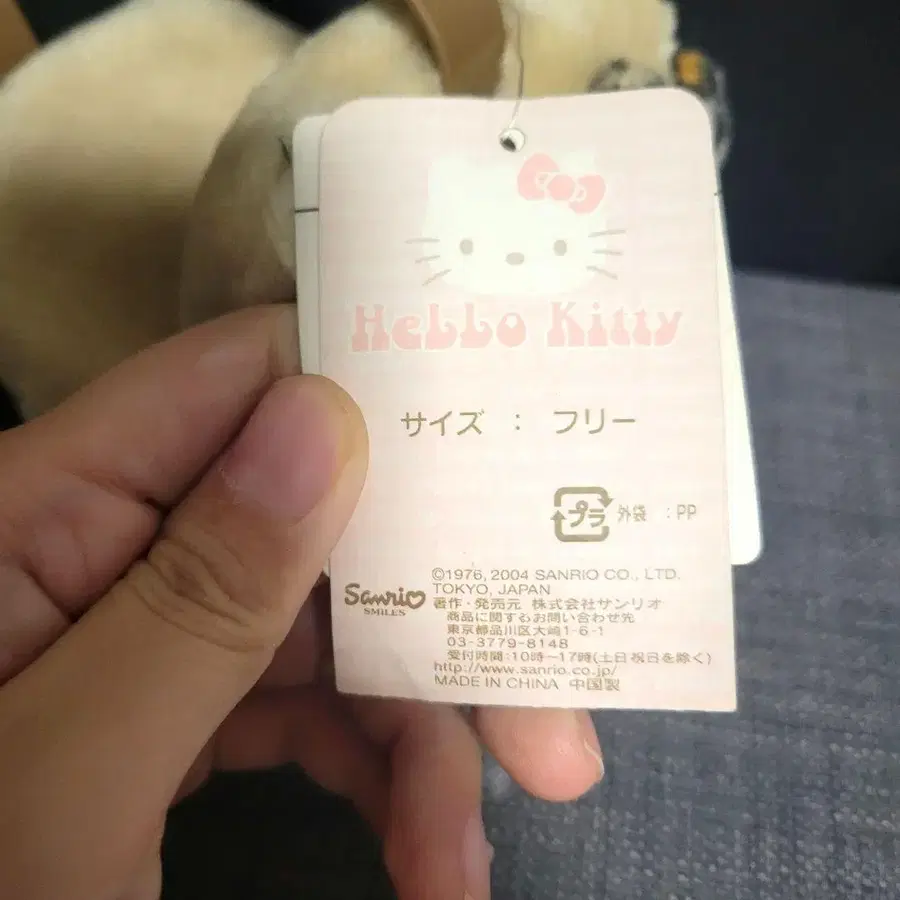 Hello Kitty
サイズ : フリー
プラ 外袋 : PP
©1976, 2004 SANRIO CO., LTD.
TOKYO, JAPAN
Sanrio
SMILES
著作・発売元 株式会社サンリオ
商品に関するお問い合わせ先
東京都品川区大崎1-6-1
03-3779-8148
受付時間:10時~17時(土日祝日を除く)
http://www.sanrio.co.jp/
MADE IN CHINA 中国製